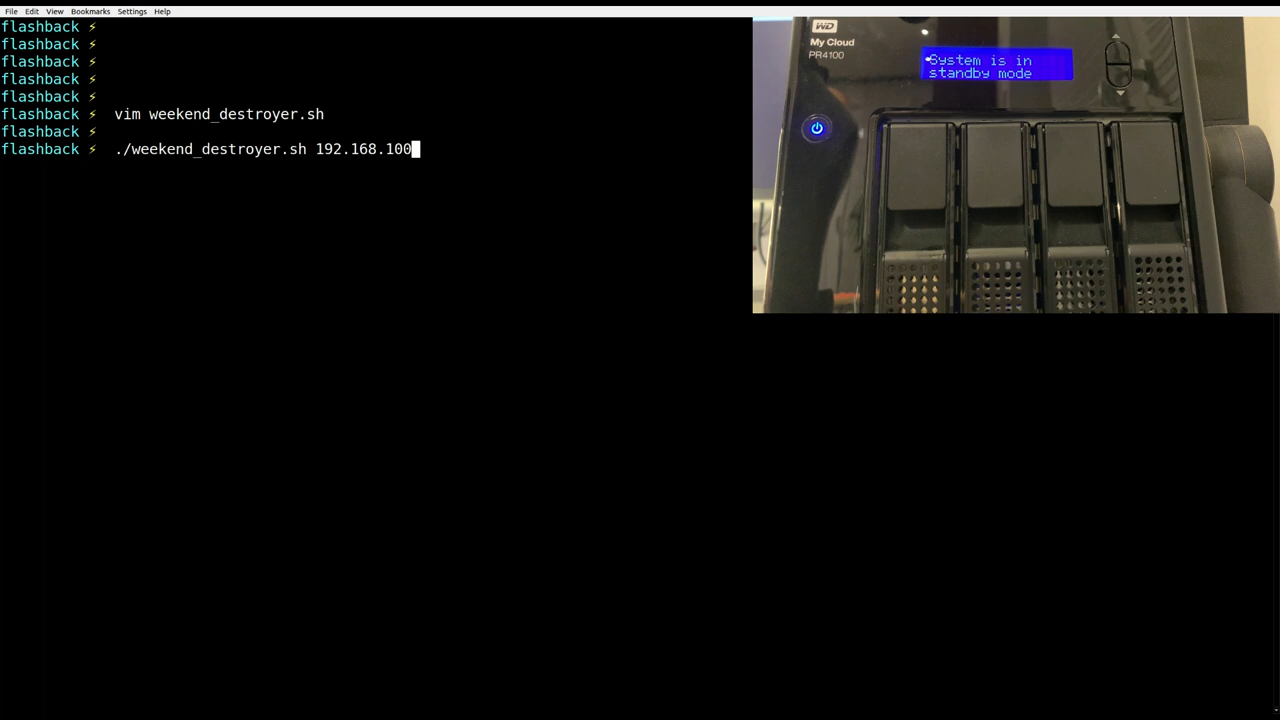 File Edit View Bookmarks Settings Help
flashback ⚡
flashback ⚡
flashback ⚡
flashback ⚡
flashback ⚡
flashback ⚡ vim weekend_destroyer.sh
flashback ⚡
flashback ⚡ ./weekend_destroyer.sh 192.168.100
WD
My Cloud
PR4100
System is in
standby mode